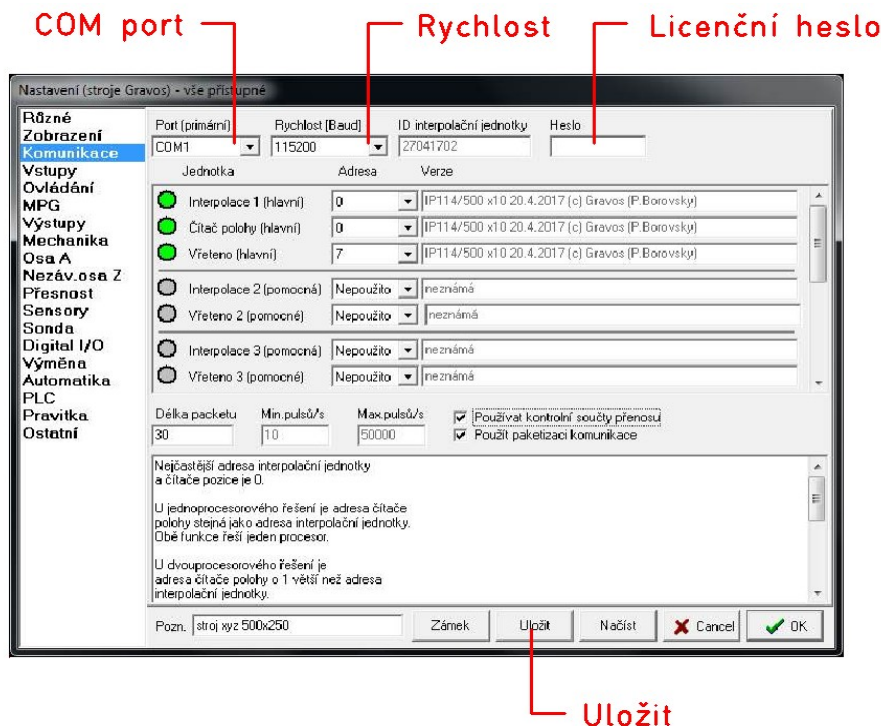 COM port Rychlost Licenční heslo
Nastavení (stroje Gravos) - vše přístupné
Různé
Zobrazení
Komunikace
Vstupy
Ovládání
MPG
Výstupy
Mechanika
Osa A
Nezáv.osa Z
Přesnost
Sensory
Sonda
Digital I/O
Výměna
Automatika
PLC
Pravitka
Ostatní
Port (primární) Rychlost [Baud] ID interpolační jednotky Heslo
COM1 115200 27041702
Jednotka Adresa Verze
Interpolace 1 (hlavní) 0 IP114/500 x10 20.4.2017 (c) Gravos (P.Borovsky)
Čítač polohy (hlavní) 0 IP114/500 x10 20.4.2017 (c) Gravos (P.Borovsky)
Vřeteno (hlavní) 7 IP114/500 x10 20.4.2017 (c) Gravos (P.Borovsky)
Interpolace 2 (pomocná) Nepoužito neznámá
Vřeteno 2 (pomocné) Nepoužito neznámá
Interpolace 3 (pomocná) Nepoužito neznámá
Vřeteno 3 (pomocné) Nepoužito neznámá
Délka packetu Min.pulsů/s Max.pulsů/s Používat kontrolní součty přenosu
30 10 50000 Použít paketizaci komunikace
Nejčastější adresa interpolační jednotky
a čítače pozice je 0.
U jednoprocesorového řešení je adresa čítače
polohy stejná jako adresa interpolační jednotky.
Obě funkce řeší jeden procesor.
U dvouprocesorového řešení je
adresa čítače polohy o 1 větší než adresa
interpolační jednotky.
Pozn. stroj xyz 500x250 Zámek Uložit Načíst Cancel OK
Uložit